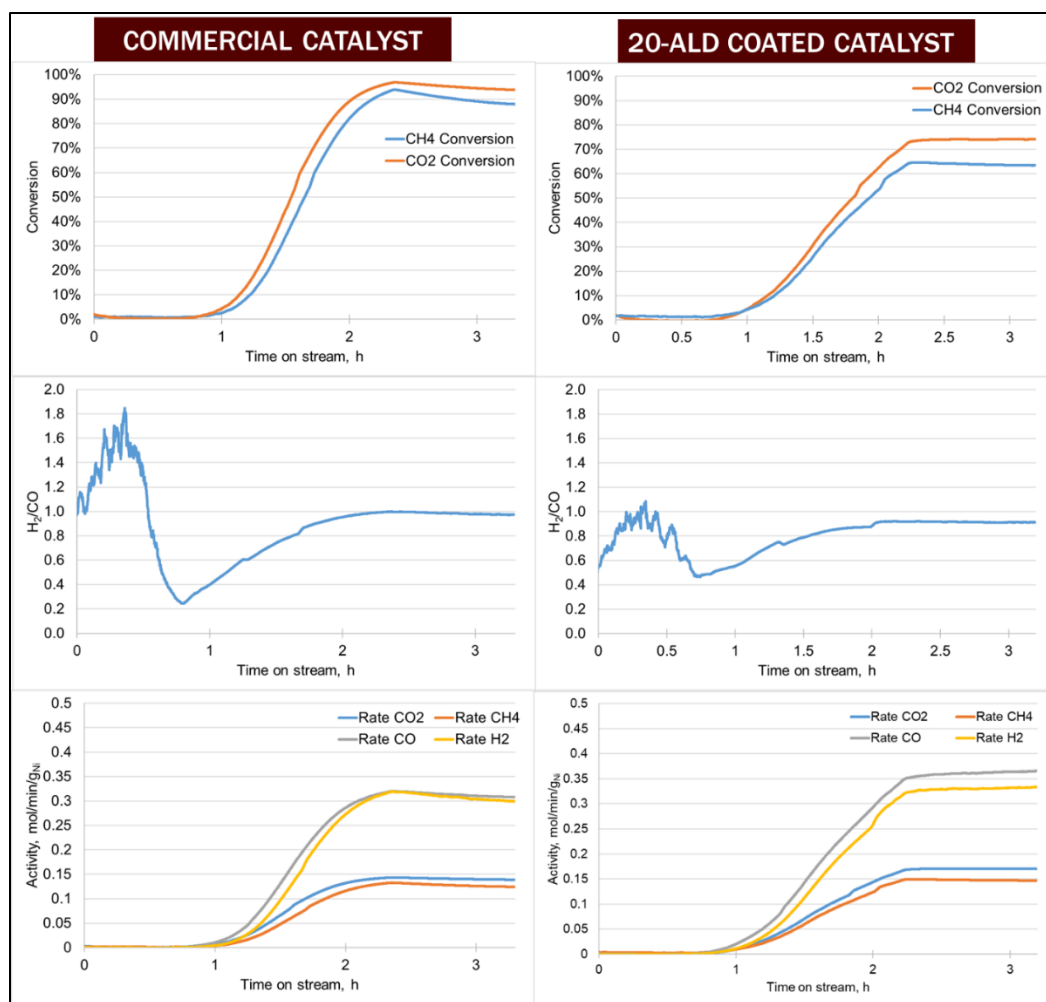 COMMERCIAL CATALYST
20-ALD COATED CATALYST
100%
90%
80%
70%
60%
50%
40%
30%
20%
10%
0%
Conversion
CH4 Conversion
CO2 Conversion
0 1 2 3
Time on stream, h
100%
90%
80%
70%
60%
50%
40%
30%
20%
10%
0%
Conversion
CO2 Conversion
CH4 Conversion
0 0.5 1 1.5 2 2.5 3
Time on stream, h
2.0
1.8
1.6
1.4
1.2
1.0
0.8
0.6
0.4
0.2
0.0
H2/CO
0 1 2 3
Time on stream, h
2.0
1.8
1.6
1.4
1.2
1.0
0.8
0.6
0.4
0.2
0.0
H2/CO
0 0.5 1 1.5 2 2.5 3
Time on stream, h
0.5
0.45
0.4
0.35
0.3
0.25
0.2
0.15
0.1
0.05
0
Activity, mol/min/gNi
Rate CO2 Rate CH4
Rate CO Rate H2
0 1 2 3
Time on stream, h
0.5
0.45
0.4
0.35
0.3
0.25
0.2
0.15
0.1
0.05
0
Activity, mol/min/gNi
Rate CO2 Rate CH4
Rate CO Rate H2
0 1 2 3
Time on stream, h